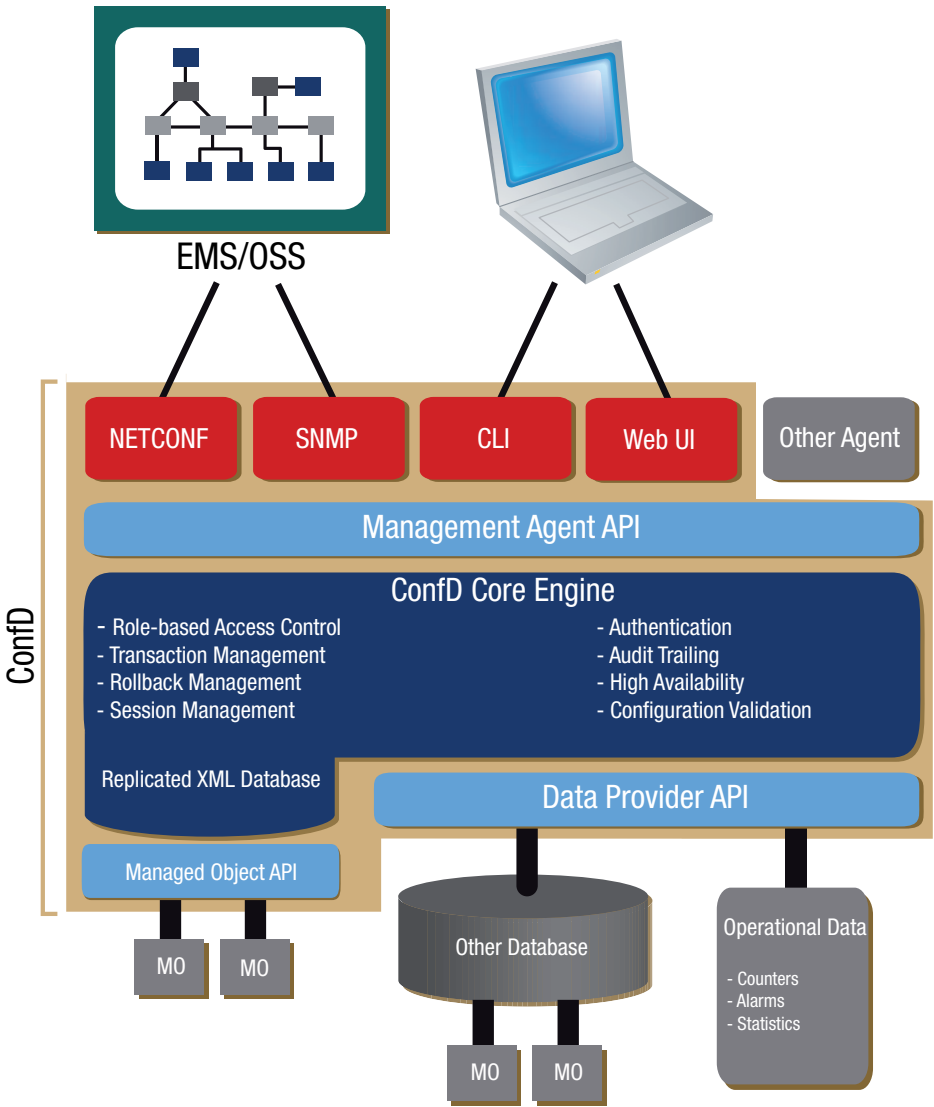 EMS/OSS
NETCONF
SNMP
CLI
Web UI
Other Agent
Management Agent API
ConfD
ConfD Core Engine
- Role-based Access Control
- Transaction Management
- Rollback Management
- Session Management
- Authentication
- Audit Trailing
- High Availability
- Configuration Validation
Replicated XML Database
Data Provider API
Managed Object API
MO
MO
Other Database
Operational Data
- Counters
- Alarms
- Statistics
MO
MO